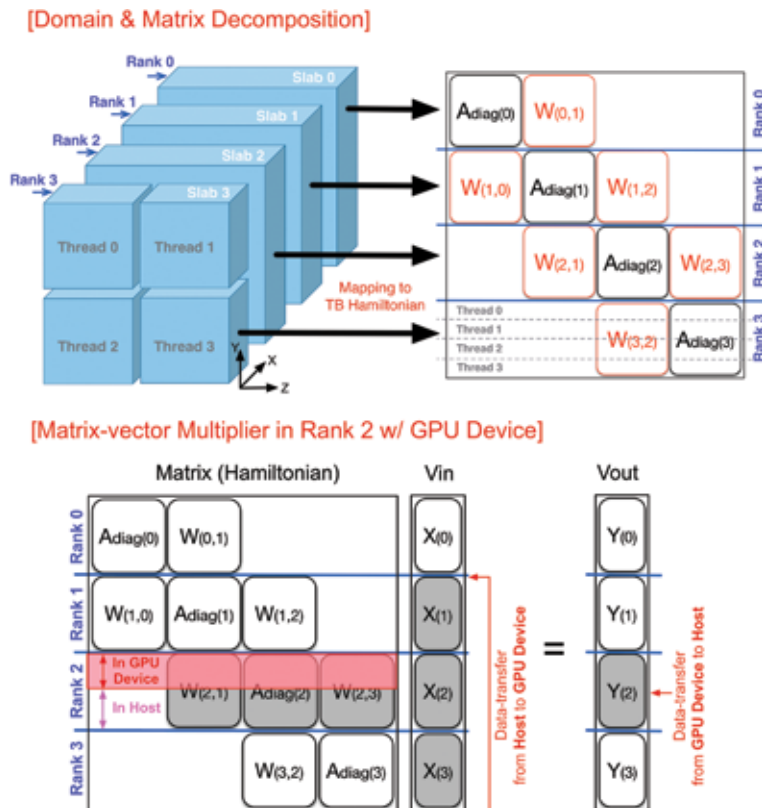 [Domain & Matrix Decomposition]
Rank 0
Slab 0
Rank 1
Slab 1
Rank 2
Slab 2
Rank 3
Slab 3
Thread 0
Thread 1
Thread 2
Thread 3
Y
X
Z
Mapping to
TB Hamiltonian
Adiag(0)
W(0,1)
Rank 0
W(1,0)
Adiag(1)
W(1,2)
Rank 1
W(2,1)
Adiag(2)
W(2,3)
Rank 2
Thread 0
Thread 1
Thread 2
Thread 3
W(3,2)
Adiag(3)
Rank 3
[Matrix-vector Multiplier in Rank 2 w/ GPU Device]
Matrix (Hamiltonian)
Vin
Vout
Rank 0
Adiag(0)
W(0,1)
X(0)
Y(0)
Rank 1
W(1,0)
Adiag(1)
W(1,2)
X(1)
Y(1)
Rank 2
In GPU
Device
In Host
W(2,1)
Adiag(2)
W(2,3)
X(2)
Y(2)
Rank 3
W(3,2)
Adiag(3)
X(3)
Y(3)
Data-transfer
from Host to GPU Device
=
Data-transfer
from GPU Device to Host